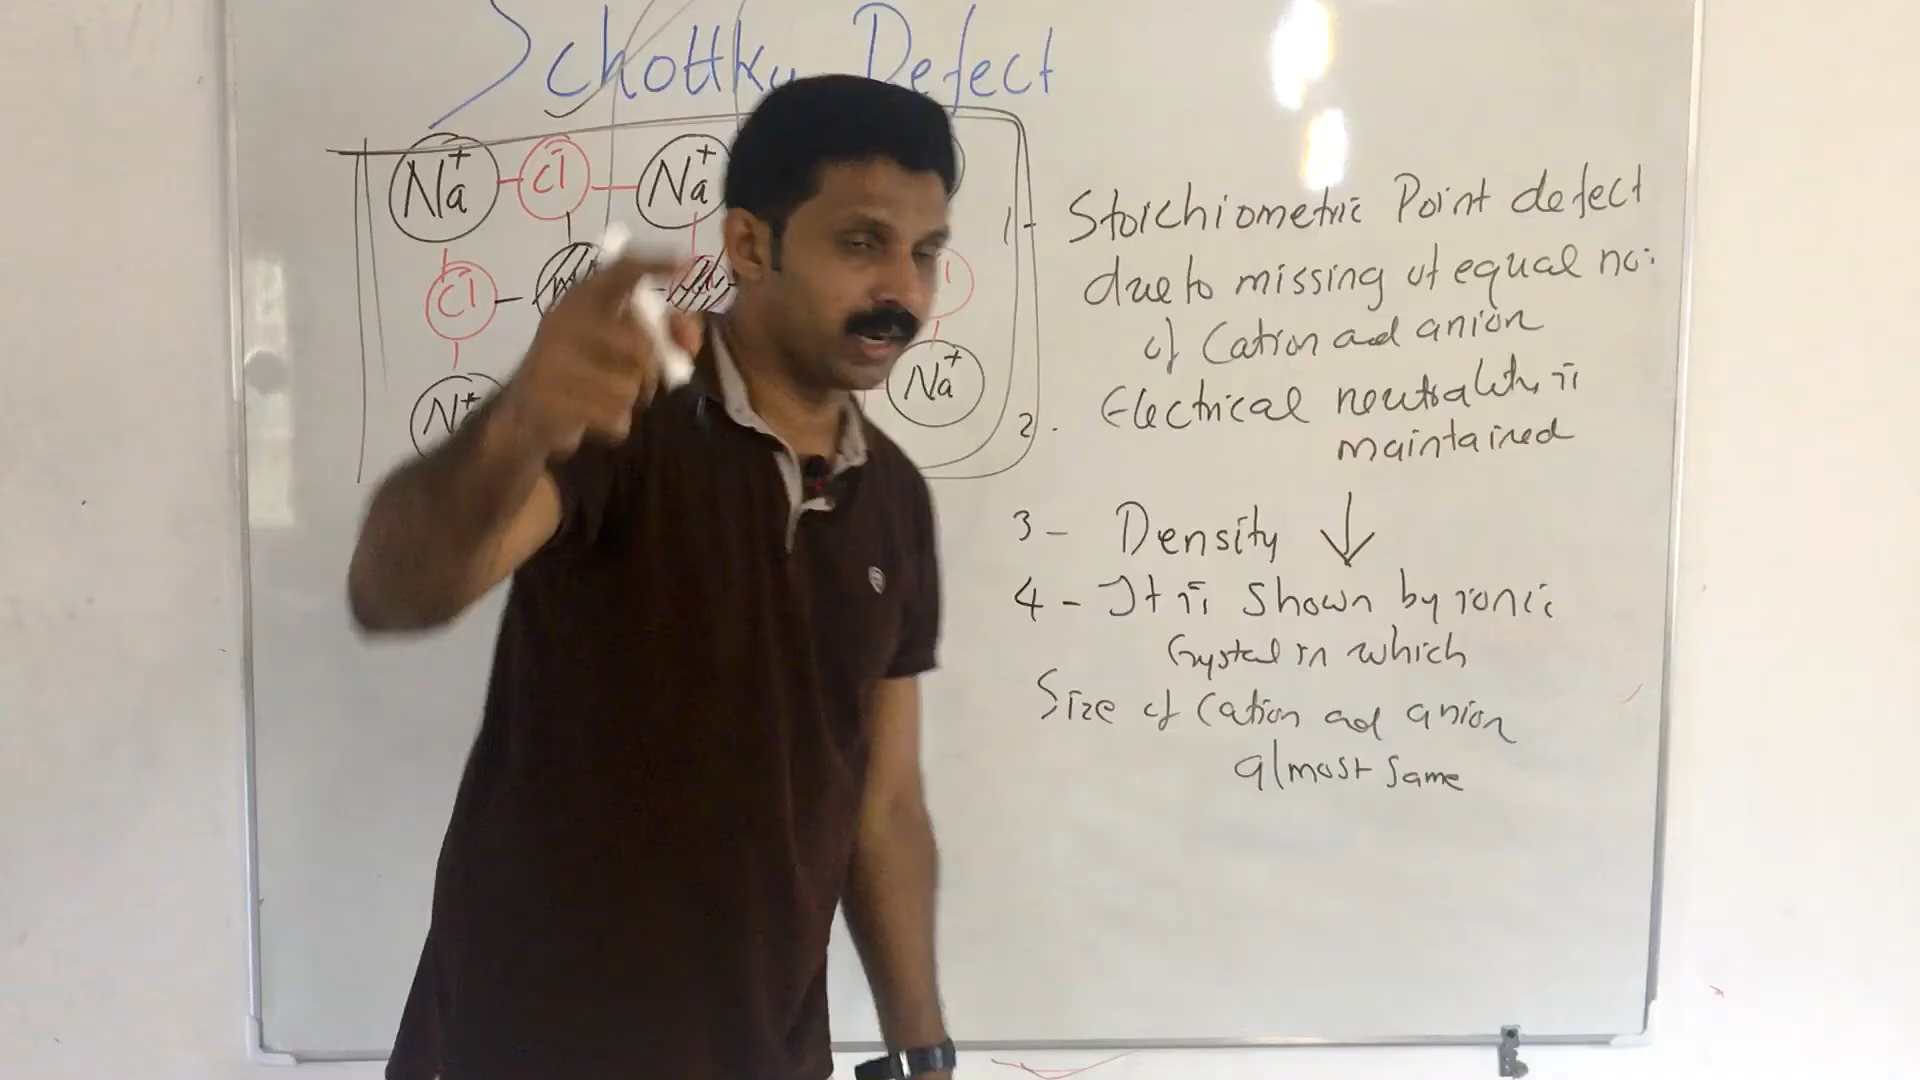 Schottky Defect
Na+ Cl- Na+
Cl-
Na+
Na+
1- Stoichiometric Point defect
due to missing of equal no:
of Cation and anion
2. Electrical neutrality is
maintained
3- Density ↓
4- It is shown by ionic
Crystal in which
Size of Cation and anion
almost same